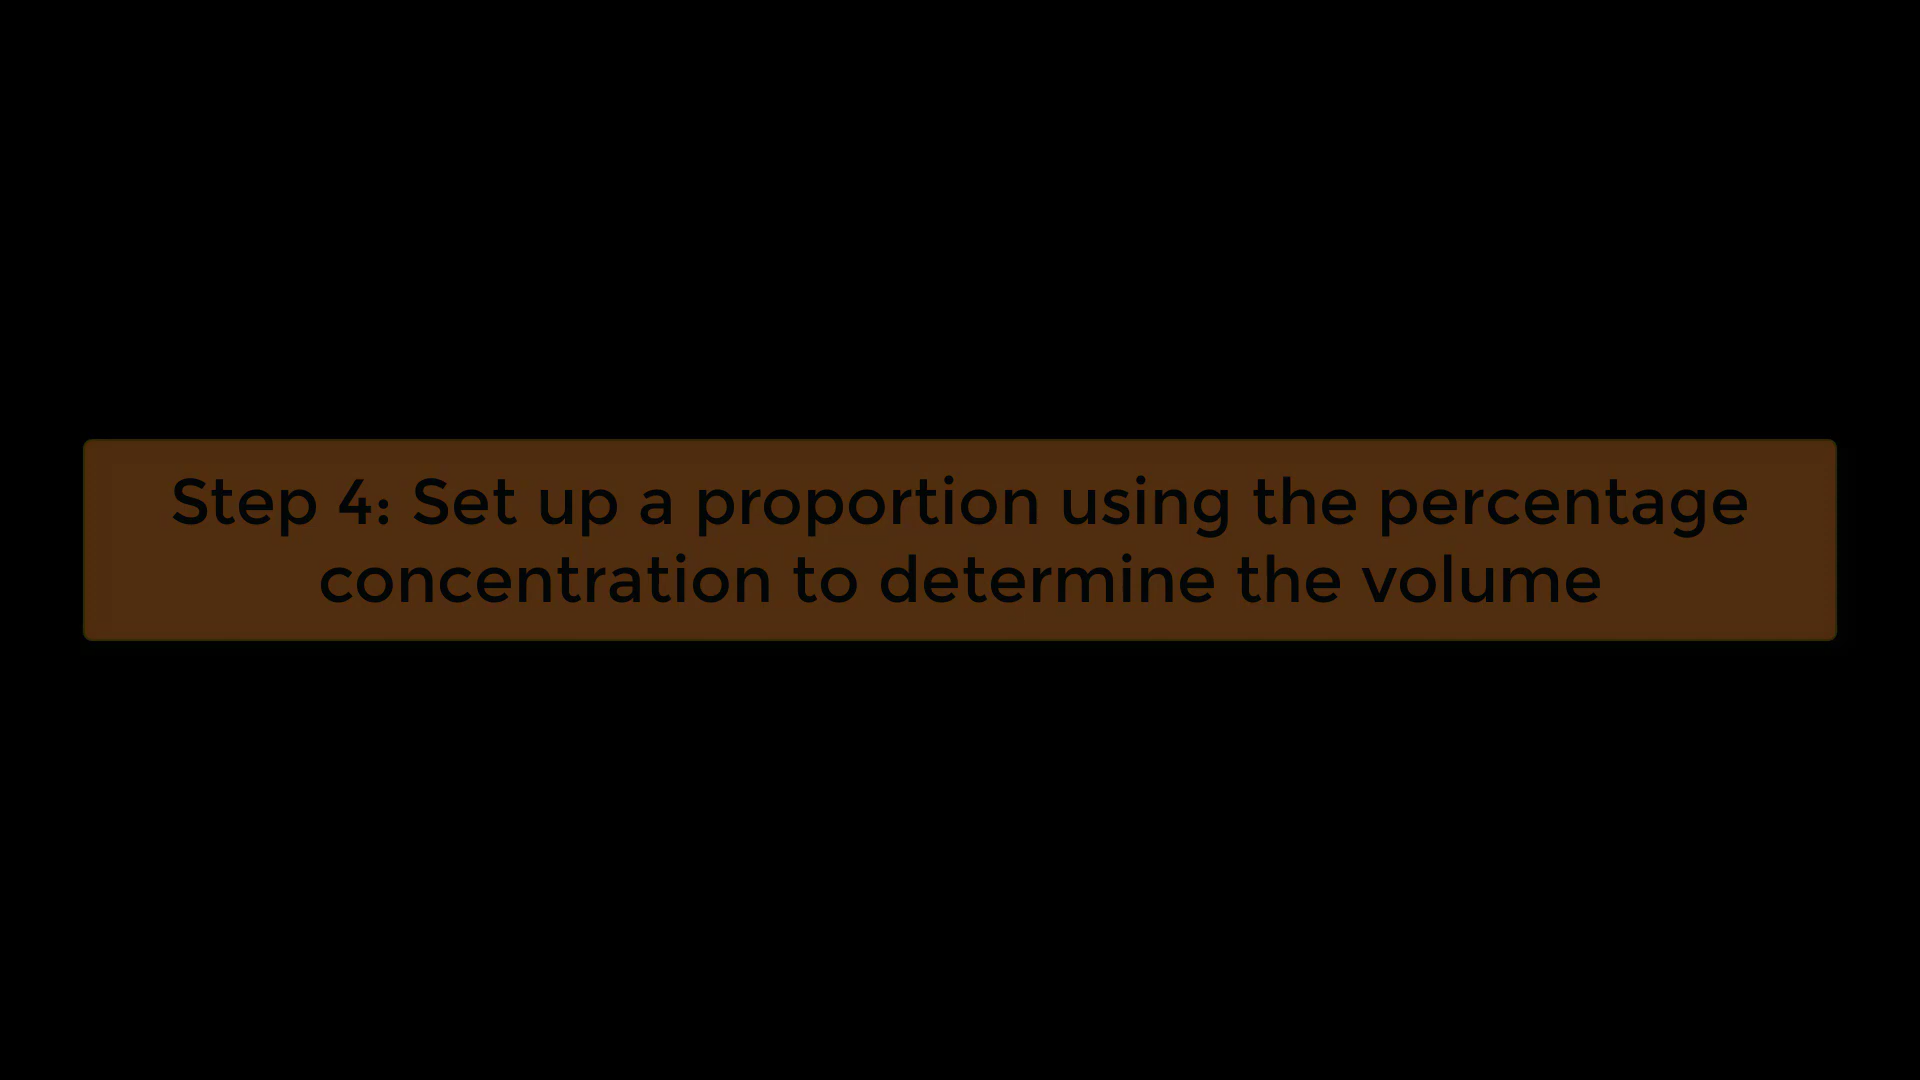 Step 4: Set up a proportion using the percentage
concentration to determine the volume